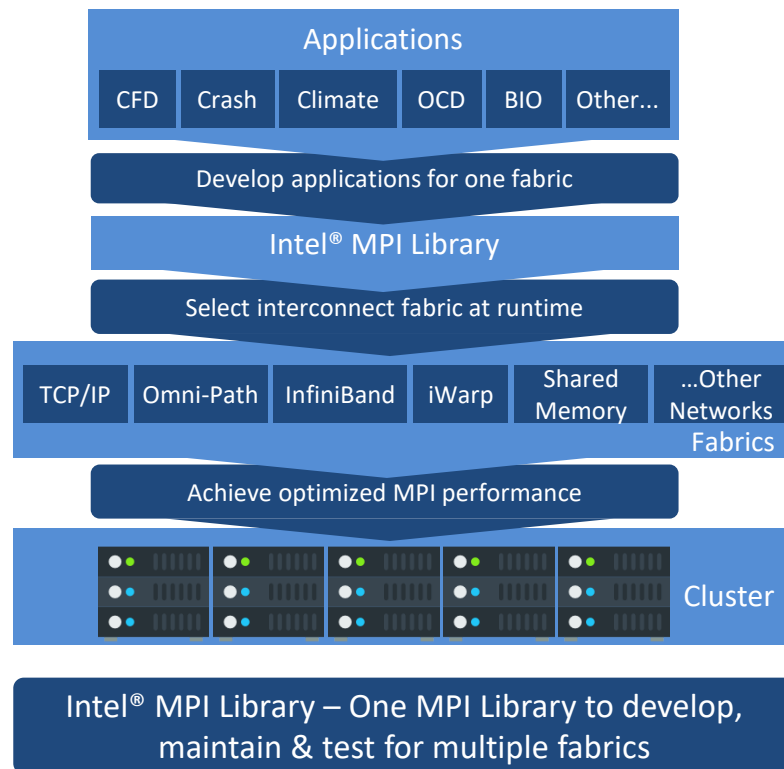 Applications
CFD
Crash
Climate
OCD
BIO
Other...
Develop applications for one fabric
Intel® MPI Library
Select interconnect fabric at runtime
TCP/IP
Omni-Path
InfiniBand
iWarp
Shared
Memory
...Other
Networks
Fabrics
Achieve optimized MPI performance
Cluster
Intel® MPI Library – One MPI Library to develop,
maintain & test for multiple fabrics